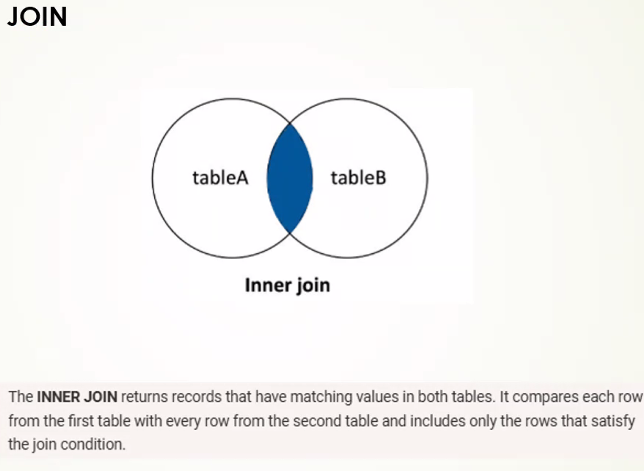 JOIN
tableA
tableB
Inner join
The INNER JOIN returns records that have matching values in both tables. It compares each row
from the first table with every row from the second table and includes only the rows that satisfy
the join condition.